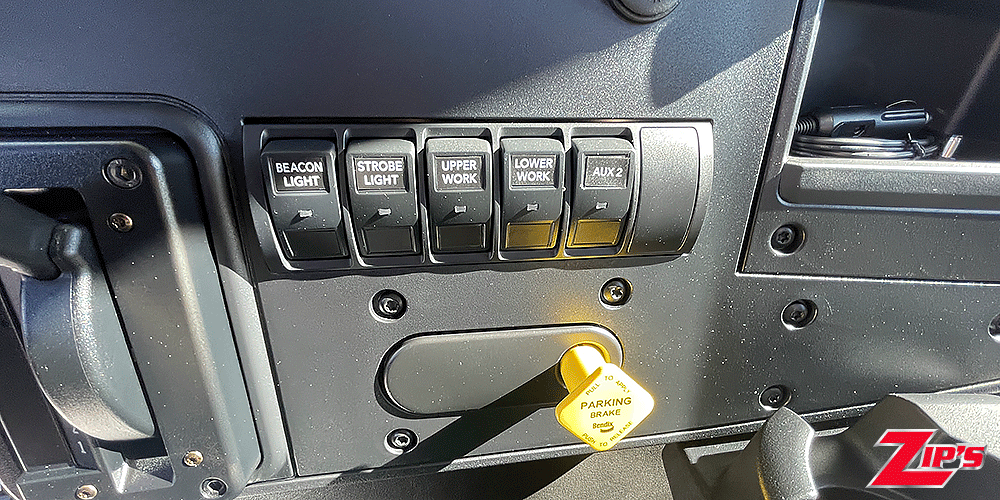 BEACON
LIGHT
STROBE
LIGHT
UPPER
WORK
LOWER
WORK
AUX 2
PULL TO APPLY
PARKING
BRAKE
Bendix
PUSH TO RELEASE
ZIP'S